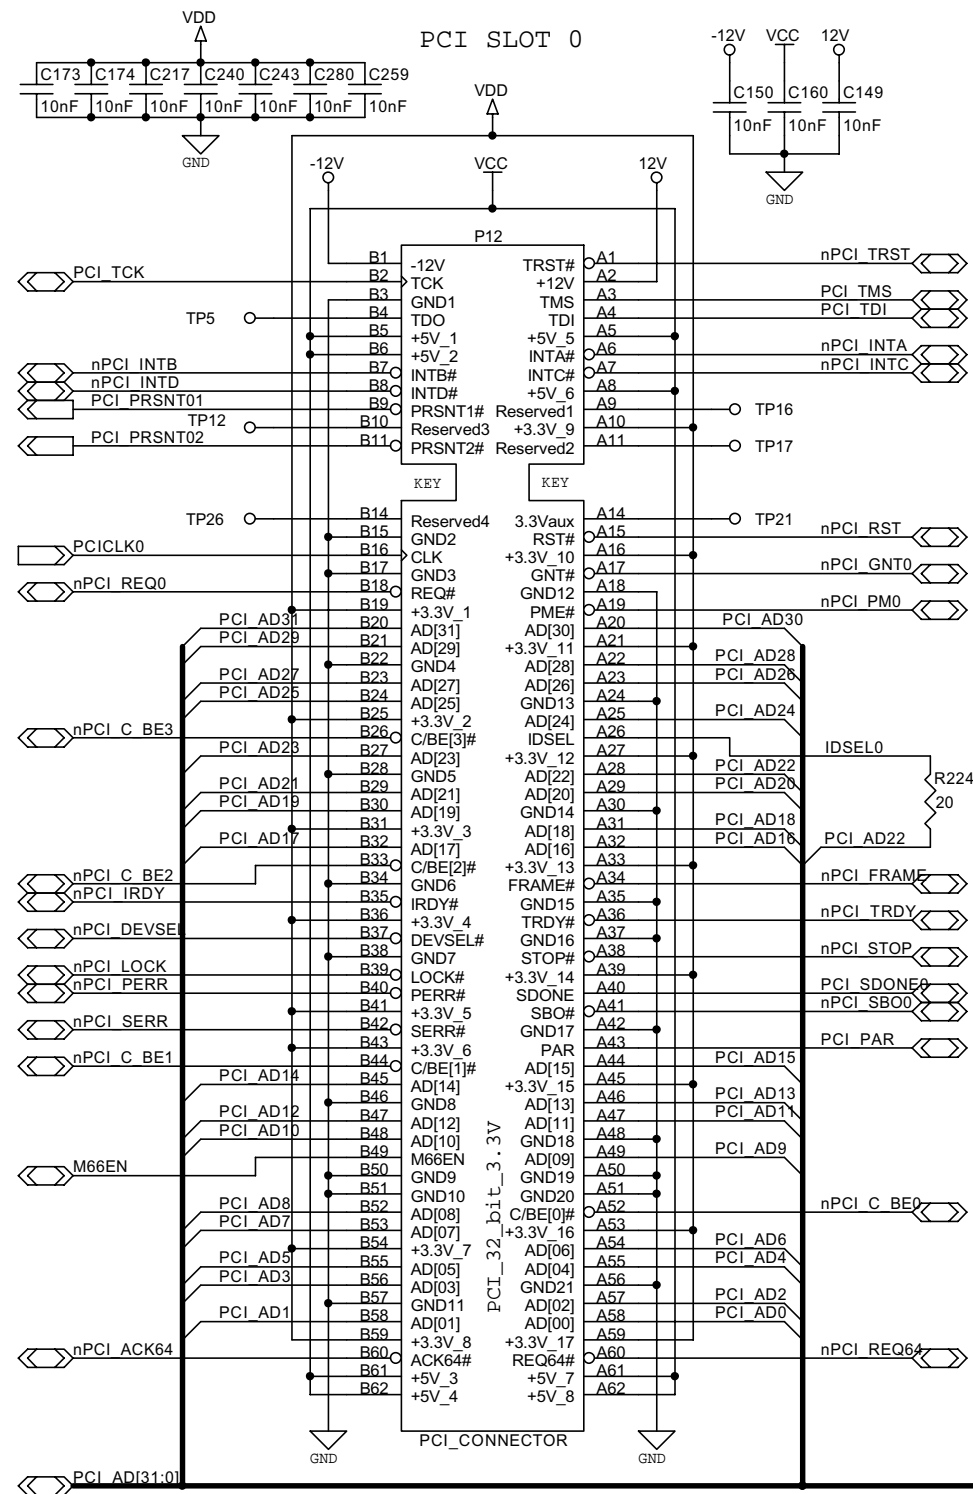 VDD
PCI SLOT 0
-12V VCC 12V
C173 C174 C217 C240 C243 C280 C259
10nF 10nF 10nF 10nF 10nF 10nF 10nF
GND
C150 C160 C149
10nF 10nF 10nF
GND
VDD
-12V VCC 12V
P12
B1 -12V TRST# A1 nPCI_TRST
PCI_TCK B2 TCK +12V A2
B3 GND1 TMS A3 PCI_TMS
TP5 B4 TDO TDI A4 PCI_TDI
B5 +5V_1 +5V_5 A5
B6 +5V_2 INTA# A6 nPCI_INTA
nPCI_INTB B7 INTB# INTC# A7 nPCI_INTC
nPCI_INTD B8 INTD# +5V_6 A8
PCI_PRSNT01 B9 PRSNT1# Reserved1 A9 TP16
TP12 B10 Reserved3 +3.3V_9 A10
PCI_PRSNT02 B11 PRSNT2# Reserved2 A11 TP17
KEY KEY
TP26 B14 Reserved4 3.3Vaux A14 TP21
B15 GND2 RST# A15 nPCI_RST
PCICLK0 B16 CLK +3.3V_10 A16
B17 GND3 GNT# A17 nPCI_GNT0
nPCI_REQ0 B18 REQ# GND12 A18
B19 +3.3V_1 PME# A19 nPCI_PM0
PCI_AD31 B20 AD[31] AD[30] A20 PCI_AD30
PCI_AD29 B21 AD[29] +3.3V_11 A21
B22 GND4 AD[28] A22 PCI_AD28
PCI_AD27 B23 AD[27] AD[26] A23 PCI_AD26
PCI_AD25 B24 AD[25] GND13 A24
B25 +3.3V_2 AD[24] A25 PCI_AD24
nPCI_C_BE3 B26 C/BE[3]# IDSEL A26
PCI_AD23 B27 AD[23] +3.3V_12 A27 IDSEL0
B28 GND5 AD[22] A28 PCI_AD22
R224
PCI_AD21 B29 AD[21] AD[20] A29 PCI_AD20
20
PCI_AD19 B30 AD[19] GND14 A30
B31 +3.3V_3 AD[18] A31 PCI_AD18
PCI_AD17 B32 AD[17] AD[16] A32 PCI_AD16 PCI_AD22
B33 C/BE[2]# +3.3V_13 A33
nPCI_C_BE2 B34 GND6 FRAME# A34 nPCI_FRAME
nPCI_IRDY B35 IRDY# GND15 A35
B36 +3.3V_4 TRDY# A36 nPCI_TRDY
nPCI_DEVSEL B37 DEVSEL# GND16 A37
B38 GND7 STOP# A38 nPCI_STOP
nPCI_LOCK B39 LOCK# +3.3V_14 A39
nPCI_PERR B40 PERR# SDONE A40 PCI_SDONE0
B41 +3.3V_5 SBO# A41 nPCI_SBO0
nPCI_SERR B42 SERR# GND17 A42
B43 +3.3V_6 PAR A43 PCI_PAR
nPCI_C_BE1 B44 C/BE[1]# AD[15] A44 PCI_AD15
PCI_AD14 B45 AD[14] +3.3V_15 A45
B46 GND8 AD[13] A46 PCI_AD13
PCI_AD12 B47 AD[12] AD[11] A47 PCI_AD11
PCI_AD10 B48 AD[10] GND18 A48
B49 M66EN AD[09] A49 PCI_AD9
M66EN B50 GND9 GND19 A50
B51 GND10 GND20 A51
PCI_AD8 B52 AD[08] C/BE[0]# A52 nPCI_C_BE0
PCI_AD7 B53 AD[07] +3.3V_16 A53
B54 +3.3V_7 AD[06] A54 PCI_AD6
PCI_AD5 B55 AD[05] AD[04] A55 PCI_AD4
PCI_AD3 B56 AD[03] GND21 A56
B57 GND11 AD[02] A57 PCI_AD2
PCI_AD1 B58 AD[01] AD[00] A58 PCI_AD0
B59 +3.3V_8 +3.3V_17 A59
nPCI_ACK64 B60 ACK64# REQ64# A60 nPCI_REQ64
B61 +5V_3 +5V_7 A61
B62 +5V_4 +5V_8 A62
PCI_32_bit_3.3V
PCI_CONNECTOR
GND GND
PCI_AD[31:0]